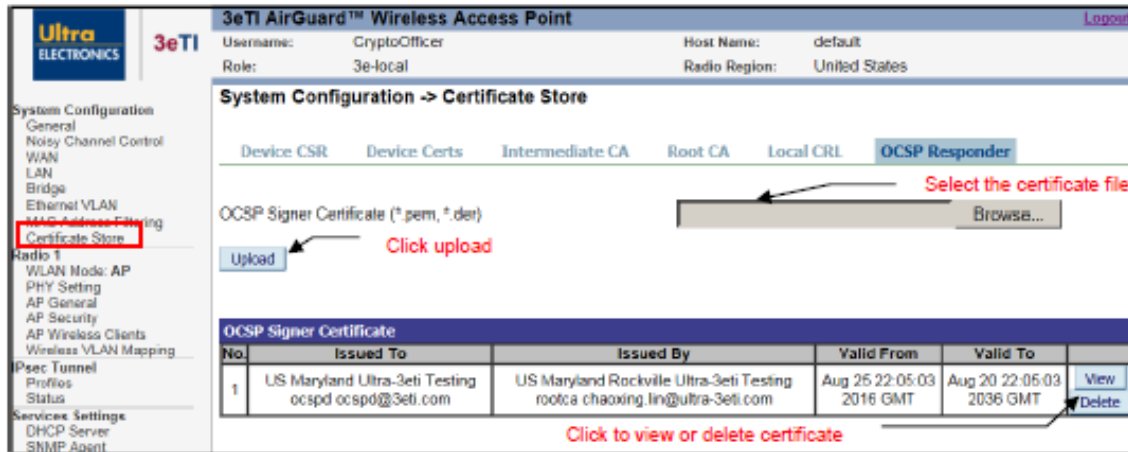 Ultra
ELECTRONICS
3eTI
3eTI AirGuard™ Wireless Access Point
Logout
Username: CryptoOfficer Host Name: default
Role: 3e-local Radio Region: United States
System Configuration -> Certificate Store
System Configuration
General
Noisy Channel Control
WAN
LAN
Bridge
Ethernet VLAN
MAC Address Filtering
Certificate Store
Radio 1
WLAN Mode: AP
PHY Setting
AP General
AP Security
AP Wireless Clients
Wireless VLAN Mapping
IPsec Tunnel
Profiles
Status
Services Settings
DHCP Server
SNMP Agent
Device CSR Device Certs Intermediate CA Root CA Local CRL OCSP Responder
Select the certificate file
OCSP Signer Certificate (*.pem, *.der) Browse...
Click upload
Upload
OCSP Signer Certificate
No. Issued To Issued By Valid From Valid To
1 US Maryland Ultra-3eti Testing US Maryland Rockville Ultra-3eti Testing Aug 25 22:05:03 Aug 20 22:05:03 View
ocspd ocspd@3eti.com rootca chaoxing.lin@ultra-3eti.com 2016 GMT 2036 GMT Delete
Click to view or delete certificate